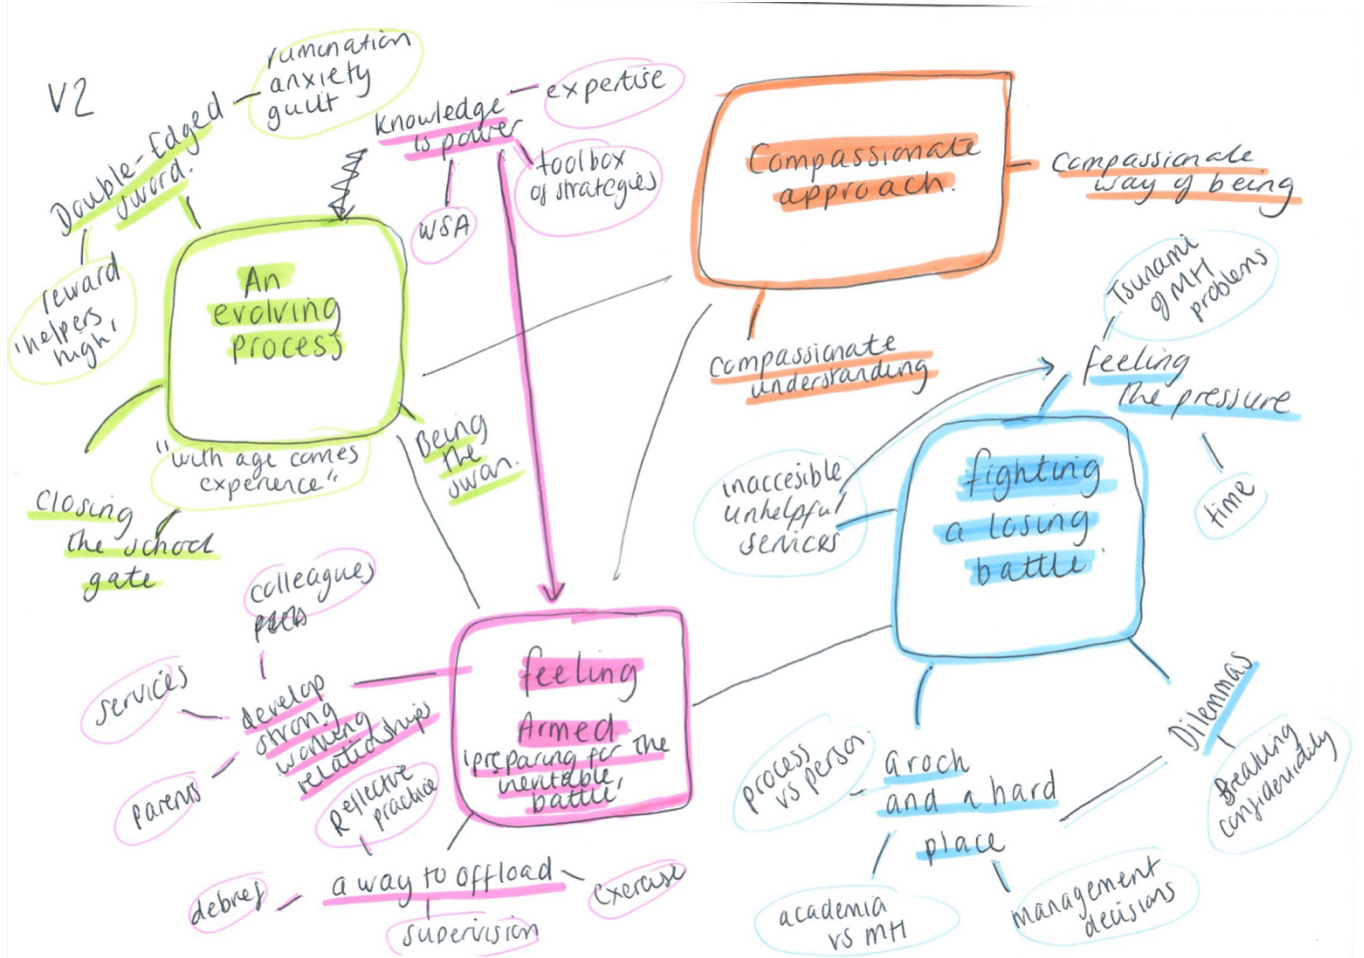 V2
rumination
anxiety
guilt
Double-Edged
sword.
reward
'helpers
high'
Knowledge
is power
expertise
toolbox
of strategies
WSA
An
evolving
process
"with age comes
experience"
Closing
the school
gate
Being
the
swan.
Compassionate
approach.
Compassionate
way of being
Compassionate
understanding
Tsunami
of MH
problems
feeling
the pressure
time
inaccesible
unhelpful
services
fighting
a losing
battle
Dilemmas
Breaking
a rock
and a hard
place
process
vs person.
academia
vs MH
management
decisions
feeling
Armed
'preparing for the
inevitable
battle'
colleagues
services
parents
develop
strong
working
relationships
Reflective
practice
a way to offload
debrief
supervision
exercise